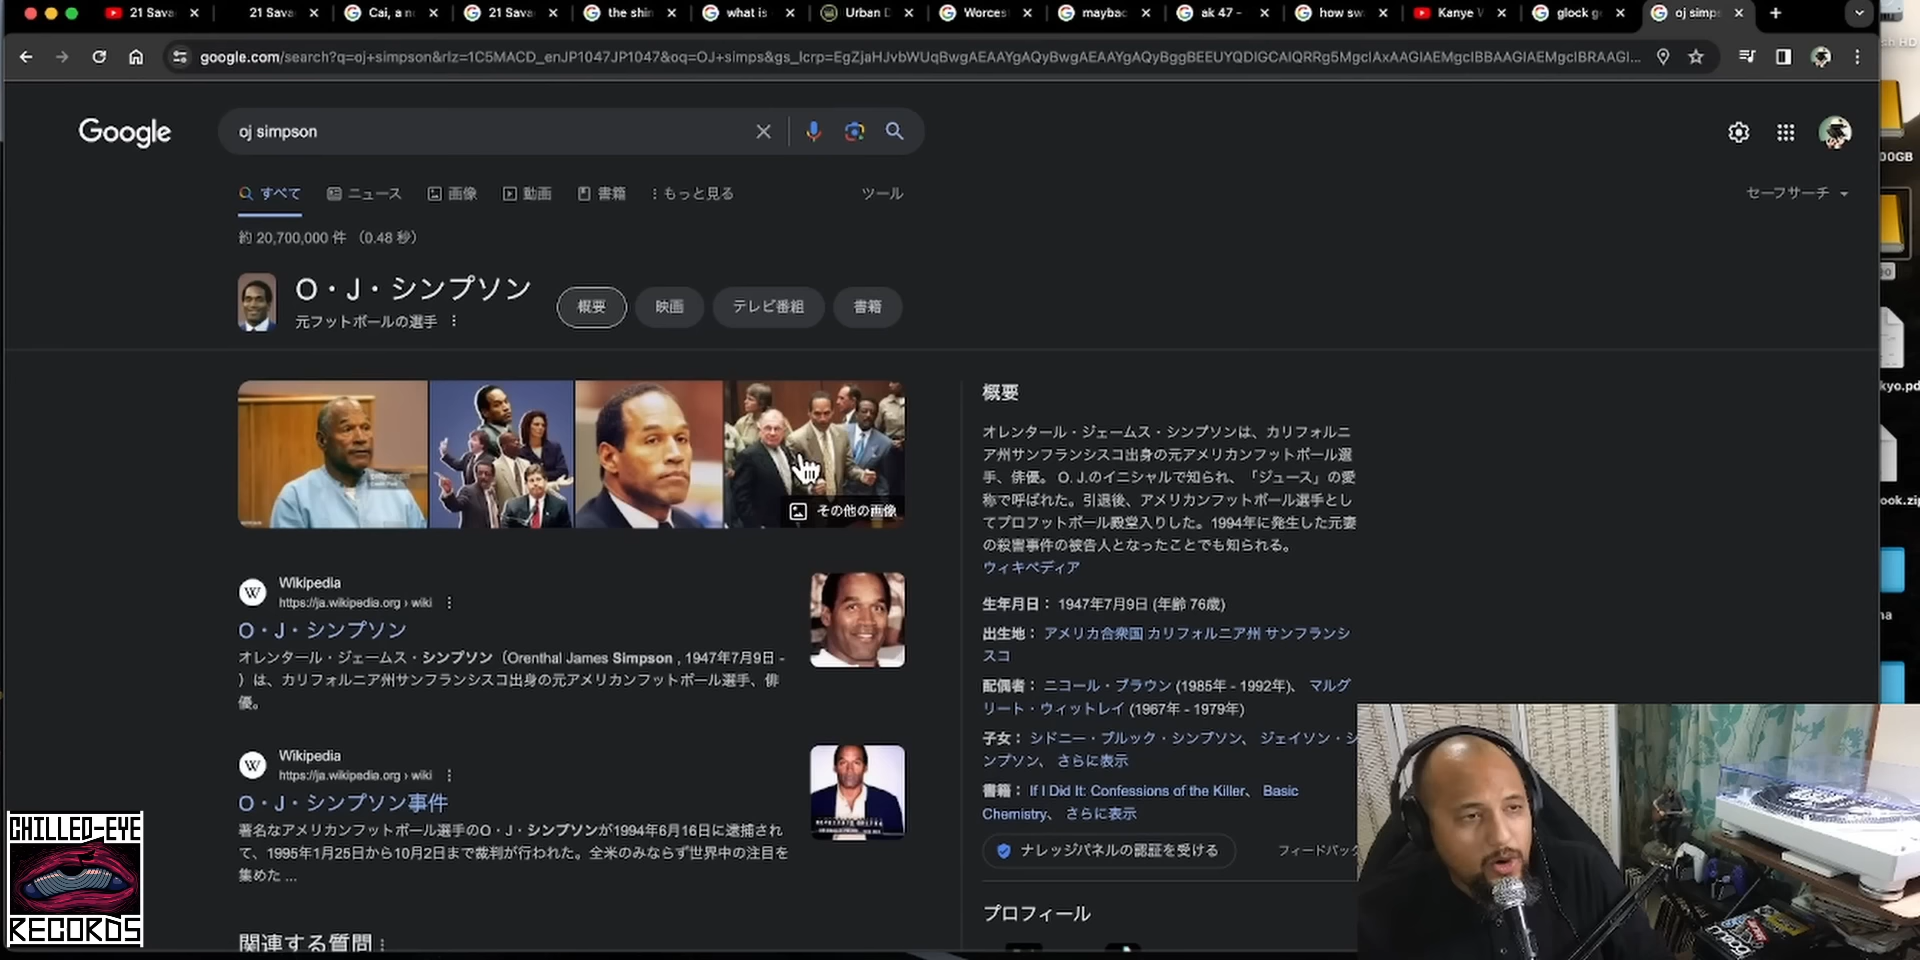 21 Sava
21 Sava
Cai, a n
21 Sava
the shin
what is
Urban D
Worces
maybac
ak 47 -
how sw
Kanye W
glock g
oj simps
google.com/search?q=oj+simpson&rlz=1C5MACD_enJP1047JP1047&oq=OJ+simps&gs_lcrp=EgZjaHJvbWUqBwgAEAAYgAQyBwgAEAAYgAQyBggBEEUYQDIGCAIQRRg5MgcIAxAAGIAEMgcIBBAAGIAEMgcIBRAAGI...
Google
oj simpson
すべて
ニュース
画像
動画
書籍
もっと見る
ツール
セーフサーチ
約 20,700,000 件 (0.48 秒)
O・J・シンプソン
元フットボールの選手
概要
映画
テレビ番組
書籍
その他の画像
Wikipedia
https://ja.wikipedia.org › wiki
O・J・シンプソン
オレンタール・ジェームス・シンプソン（Orenthal James Simpson , 1947年7月9日 -
）は、カリフォルニア州サンフランシスコ出身の元アメリカンフットボール選手、俳
優。
Wikipedia
https://ja.wikipedia.org › wiki
O・J・シンプソン事件
著名なアメリカンフットボール選手のO・J・シンプソンが1994年6月16日に逮捕され
て、1995年1月25日から10月2日まで裁判が行われた。全米のみならず世界中の注目を
集めた ...
関連する質問
概要
オレンタール・ジェームス・シンプソンは、カリフォルニ
ア州サンフランシスコ出身の元アメリカンフットボール選
手、俳優。 O. J.のイニシャルで知られ、「ジュース」の愛
称で呼ばれた。引退後、アメリカンフットボール選手とし
てプロフットボール殿堂入りした。1994年に発生した元妻
の殺害事件の被告人となったことでも知られる。
ウィキペディア
生年月日： 1947年7月9日 (年齢 76歳)
出生地： アメリカ合衆国 カリフォルニア州 サンフランシ
スコ
配偶者： ニコール・ブラウン (1985年 - 1992年)、 マルグ
リート・ウィットレイ (1967年 - 1979年)
子女： シドニー・ブルック・シンプソン、 ジェイソン・シ
ンプソン、 さらに表示
書籍： If I Did It: Confessions of the Killer、 Basic
Chemistry、 さらに表示
ナレッジパネルの認証を受ける
フィードバック
プロフィール
sh HD
00GB
kyo.pd
ook.zip
na
CHILLED-EYE
RECORDS